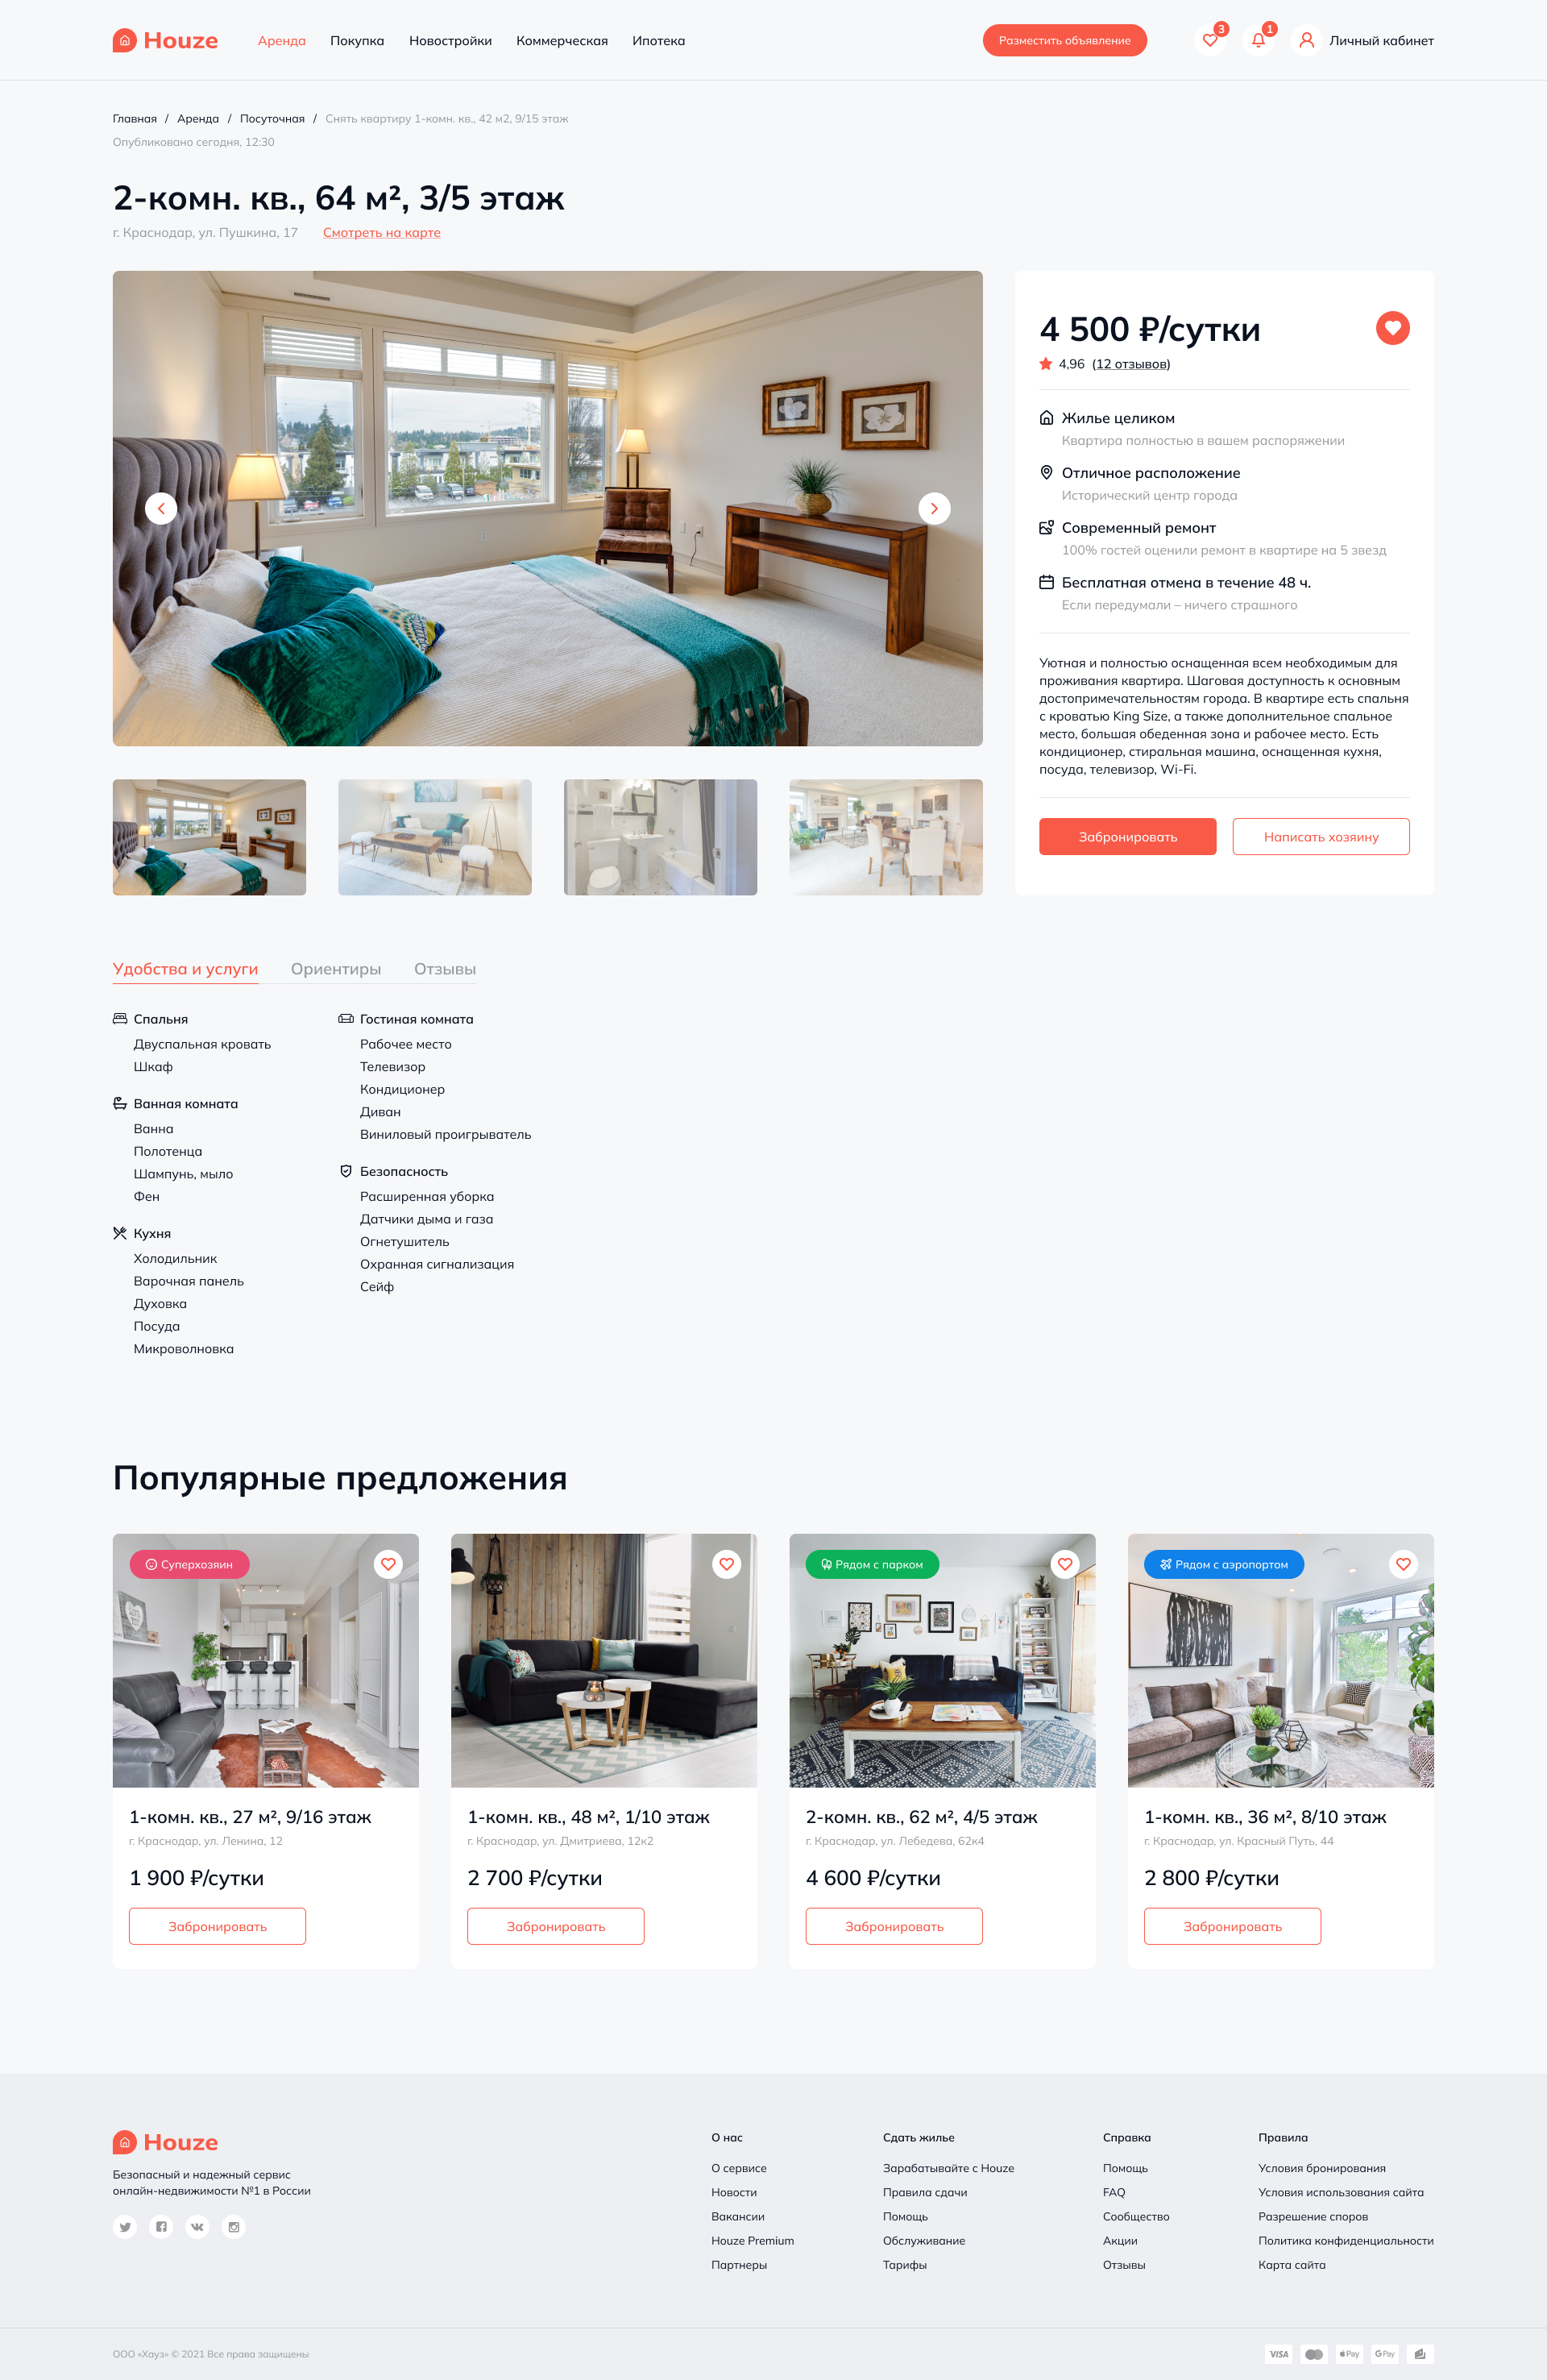 Houze
Аренда
Покупка
Новостройки
Коммерческая
Ипотека
Разместить объявление
3
1
Личный кабинет
Главная / Аренда / Посуточная / Снять квартиру 1-комн. кв., 42 м2, 9/15 этаж
Опубликовано сегодня, 12:30
2-комн. кв., 64 м², 3/5 этаж
г. Краснодар, ул. Пушкина, 17
Смотреть на карте
4 500 ₽/сутки
4,96 (12 отзывов)
Жилье целиком
Квартира полностью в вашем распоряжении
Отличное расположение
Исторический центр города
Современный ремонт
100% гостей оценили ремонт в квартире на 5 звезд
Бесплатная отмена в течение 48 ч.
Если передумали – ничего страшного
Уютная и полностью оснащенная всем необходимым для
проживания квартира. Шаговая доступность к основным
достопримечательностям города. В квартире есть спальня
с кроватью King Size, а также дополнительное спальное
место, большая обеденная зона и рабочее место. Есть
кондиционер, стиральная машина, оснащенная кухня,
посуда, телевизор, Wi-Fi.
Забронировать
Написать хозяину
Удобства и услуги
Ориентиры
Отзывы
Спальня
Двуспальная кровать
Шкаф
Ванная комната
Ванна
Полотенца
Шампунь, мыло
Фен
Кухня
Холодильник
Варочная панель
Духовка
Посуда
Микроволновка
Гостиная комната
Рабочее место
Телевизор
Кондиционер
Диван
Виниловый проигрыватель
Безопасность
Расширенная уборка
Датчики дыма и газа
Огнетушитель
Охранная сигнализация
Сейф
Популярные предложения
Суперхозяин
1-комн. кв., 27 м², 9/16 этаж
г. Краснодар, ул. Ленина, 12
1 900 ₽/сутки
Забронировать
1-комн. кв., 48 м², 1/10 этаж
г. Краснодар, ул. Дмитриева, 12к2
2 700 ₽/сутки
Забронировать
Рядом с парком
2-комн. кв., 62 м², 4/5 этаж
г. Краснодар, ул. Лебедева, 62к4
4 600 ₽/сутки
Забронировать
Рядом с аэропортом
1-комн. кв., 36 м², 8/10 этаж
г. Краснодар, ул. Красный Путь, 44
2 800 ₽/сутки
Забронировать
Houze
Безопасный и надежный сервис
онлайн-недвижимости №1 в России
О нас
О сервисе
Новости
Вакансии
Houze Premium
Партнеры
Сдать жилье
Зарабатывайте с Houze
Правила сдачи
Помощь
Обслуживание
Тарифы
Справка
Помощь
FAQ
Сообщество
Акции
Отзывы
Правила
Условия бронирования
Условия использования сайта
Разрешение споров
Политика конфиденциальности
Карта сайта
ООО «Хауз» © 2021 Все права защищены
VISA
Pay
G Pay